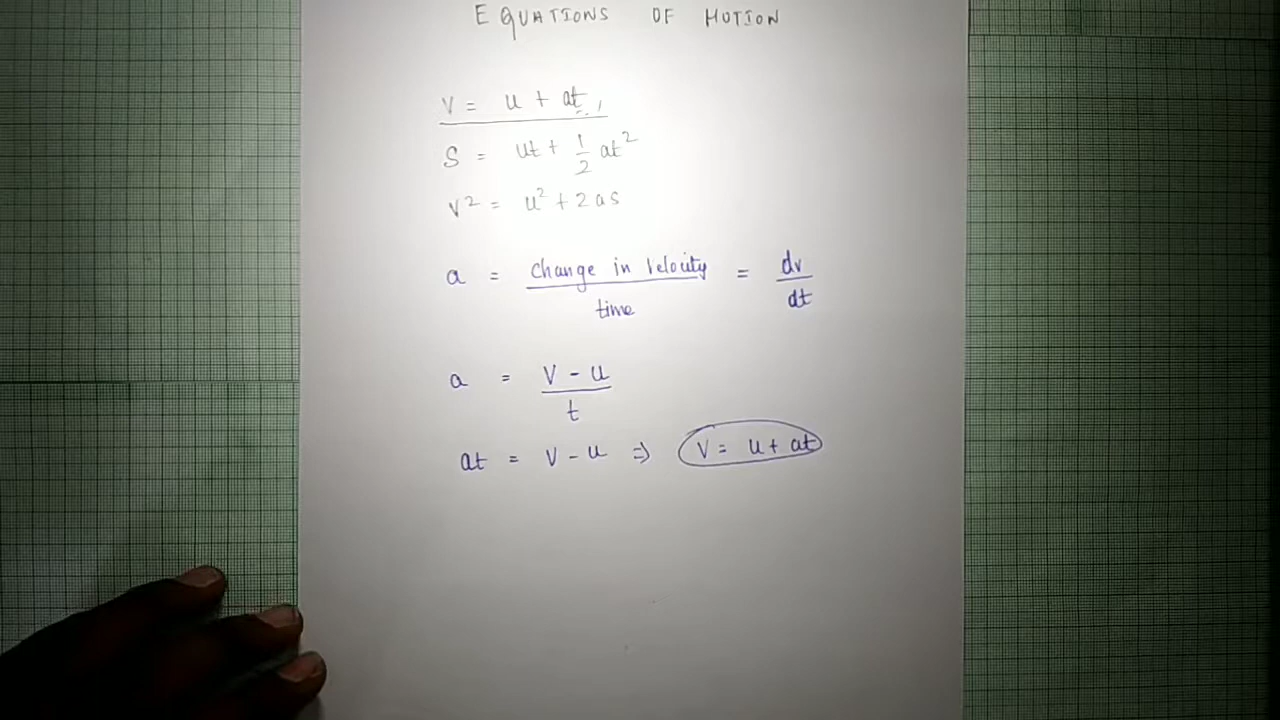 EQUATIONS OF MOTION
V = u + at
S = ut + 1/2 at²
V² = u² + 2as
a = change in velocity / time = dv/dt
a = V - u / t
at = V - u ⇒ V = u + at